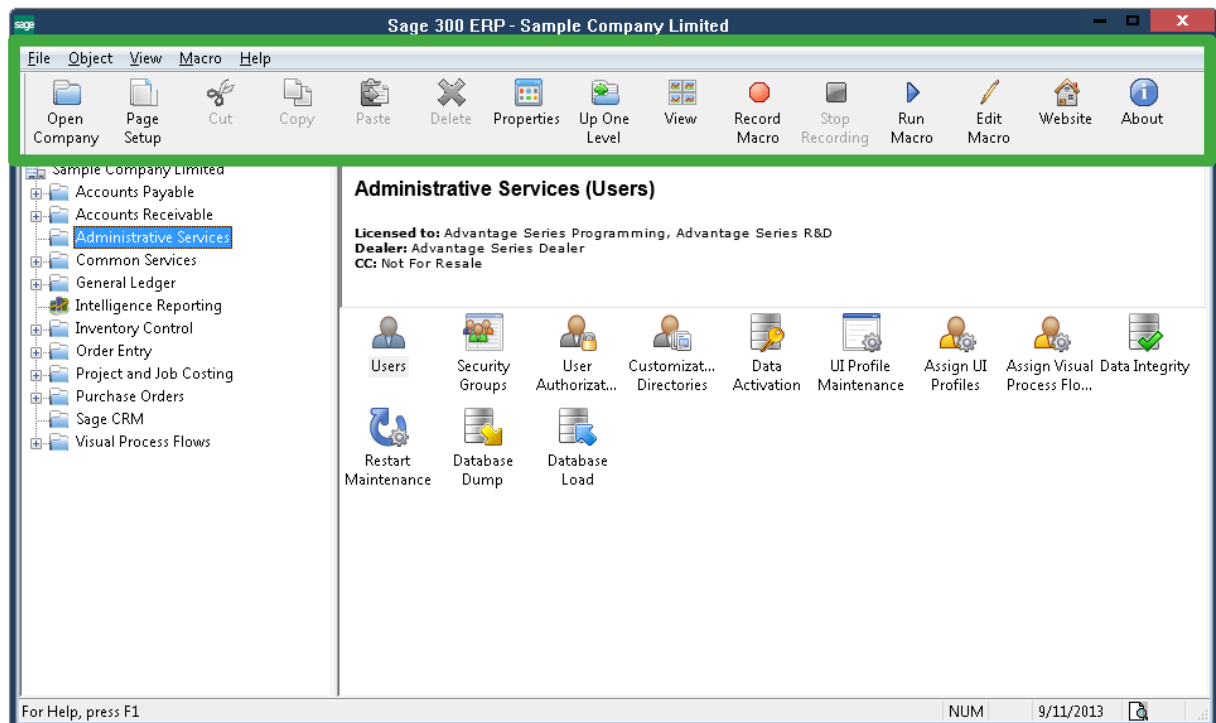 sage
Sage 300 ERP - Sample Company Limited
File Object View Macro Help
Open Company
Page Setup
Cut
Copy
Paste
Delete
Properties
Up One Level
View
Record Macro
Stop Recording
Run Macro
Edit Macro
Website
About
Sample Company Limited
Accounts Payable
Accounts Receivable
Administrative Services
Common Services
General Ledger
Intelligence Reporting
Inventory Control
Order Entry
Project and Job Costing
Purchase Orders
Sage CRM
Visual Process Flows
Administrative Services (Users)
Licensed to: Advantage Series Programming, Advantage Series R&D
Dealer: Advantage Series Dealer
CC: Not For Resale
Users
Security Groups
User Authorizat...
Customizat... Directories
Data Activation
UI Profile Maintenance
Assign UI Profiles
Assign Visual Process Flo...
Data Integrity
Restart Maintenance
Database Dump
Database Load
For Help, press F1
NUM
9/11/2013